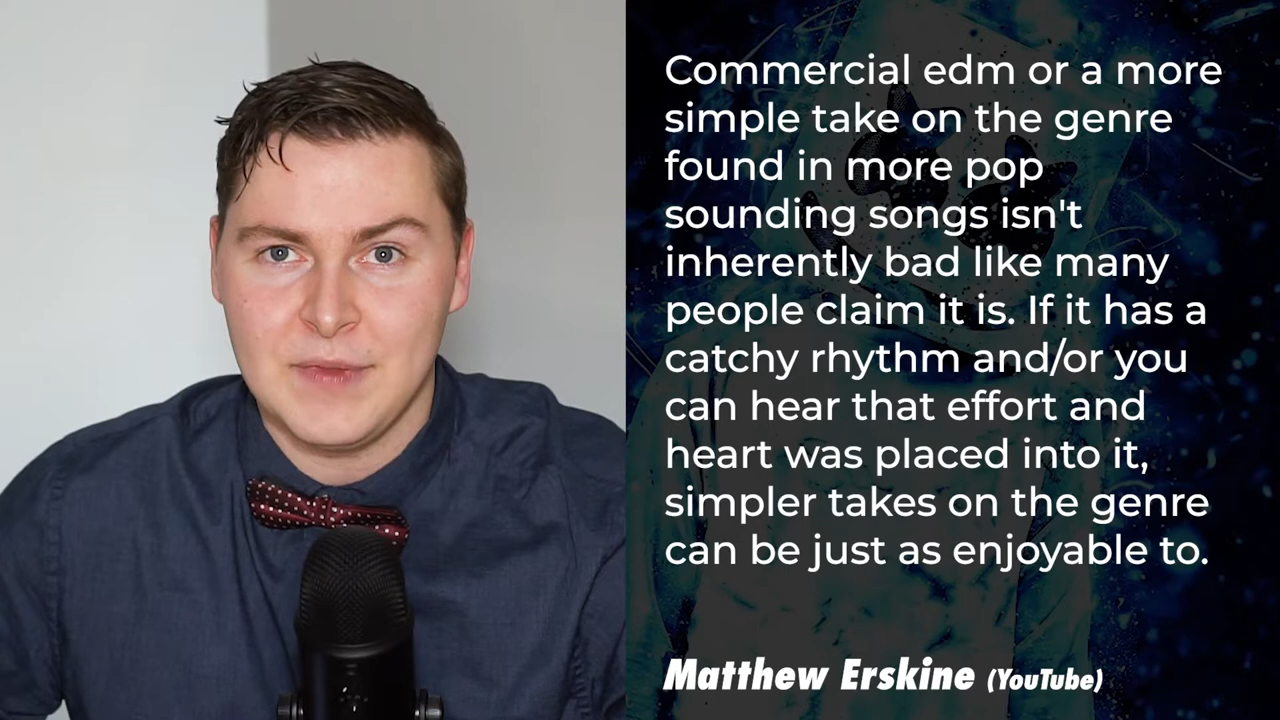 Commercial edm or a more
simple take on the genre
found in more pop
sounding songs isn't
inherently bad like many
people claim it is. If it has a
catchy rhythm and/or you
can hear that effort and
heart was placed into it,
simpler takes on the genre
can be just as enjoyable to.
Matthew Erskine (YouTube)